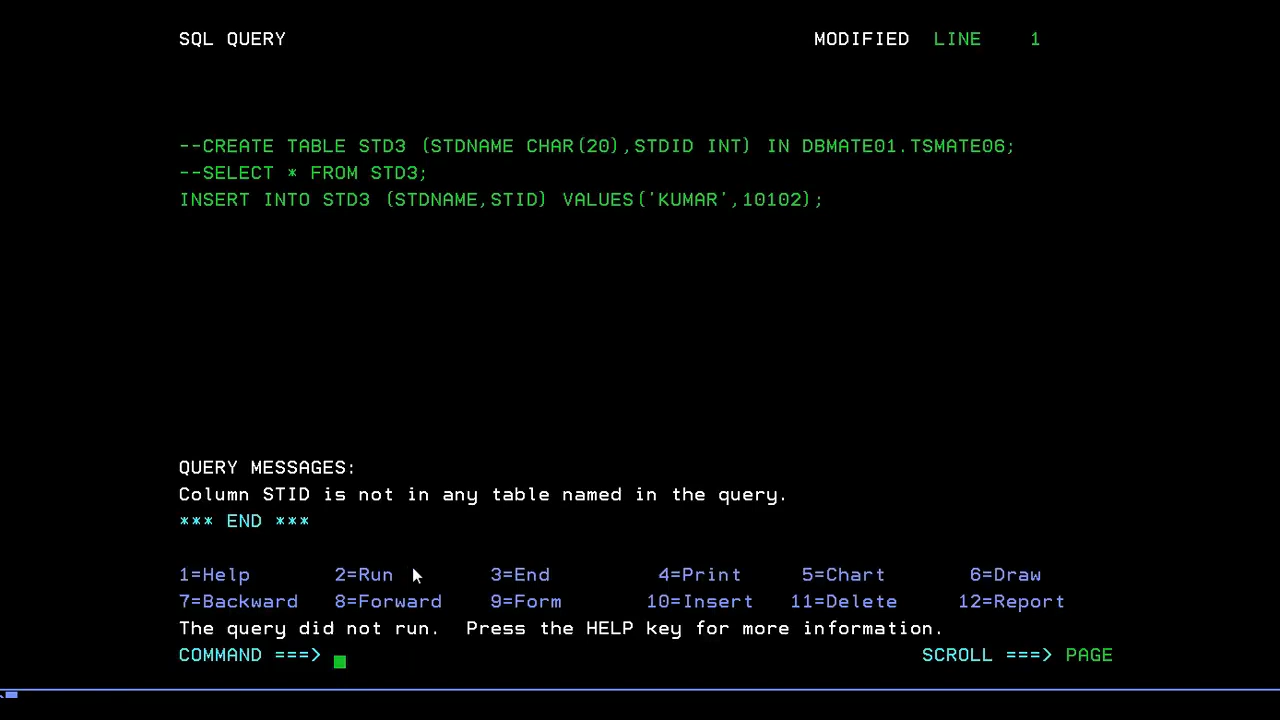 SQL QUERY MODIFIED LINE 1
--CREATE TABLE STD3 (STDNAME CHAR(20),STDID INT) IN DBMATE01.TSMATE06;
--SELECT * FROM STD3;
INSERT INTO STD3 (STDNAME,STID) VALUES('KUMAR',10102);
QUERY MESSAGES:
Column STID is not in any table named in the query.
*** END ***
1=Help 2=Run 3=End 4=Print 5=Chart 6=Draw
7=Backward 8=Forward 9=Form 10=Insert 11=Delete 12=Report
The query did not run. Press the HELP key for more information.
COMMAND ===> SCROLL ===> PAGE